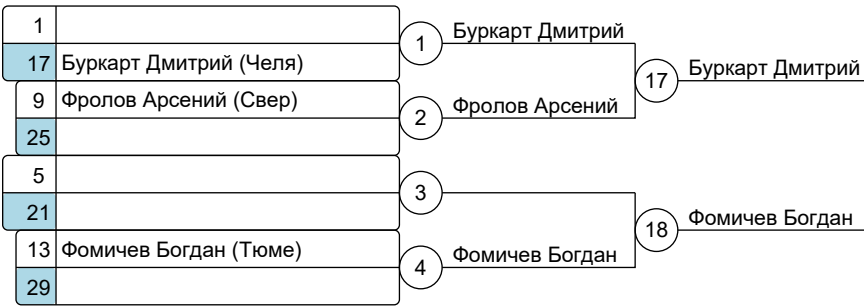 1
17 Буркарт Дмитрий (Челя)
1
Буркарт Дмитрий
9 Фролов Арсений (Свер)
25
2
Фролов Арсений
17
Буркарт Дмитрий
5
21
3
13 Фомичев Богдан (Тюме)
29
4
Фомичев Богдан
18
Фомичев Богдан